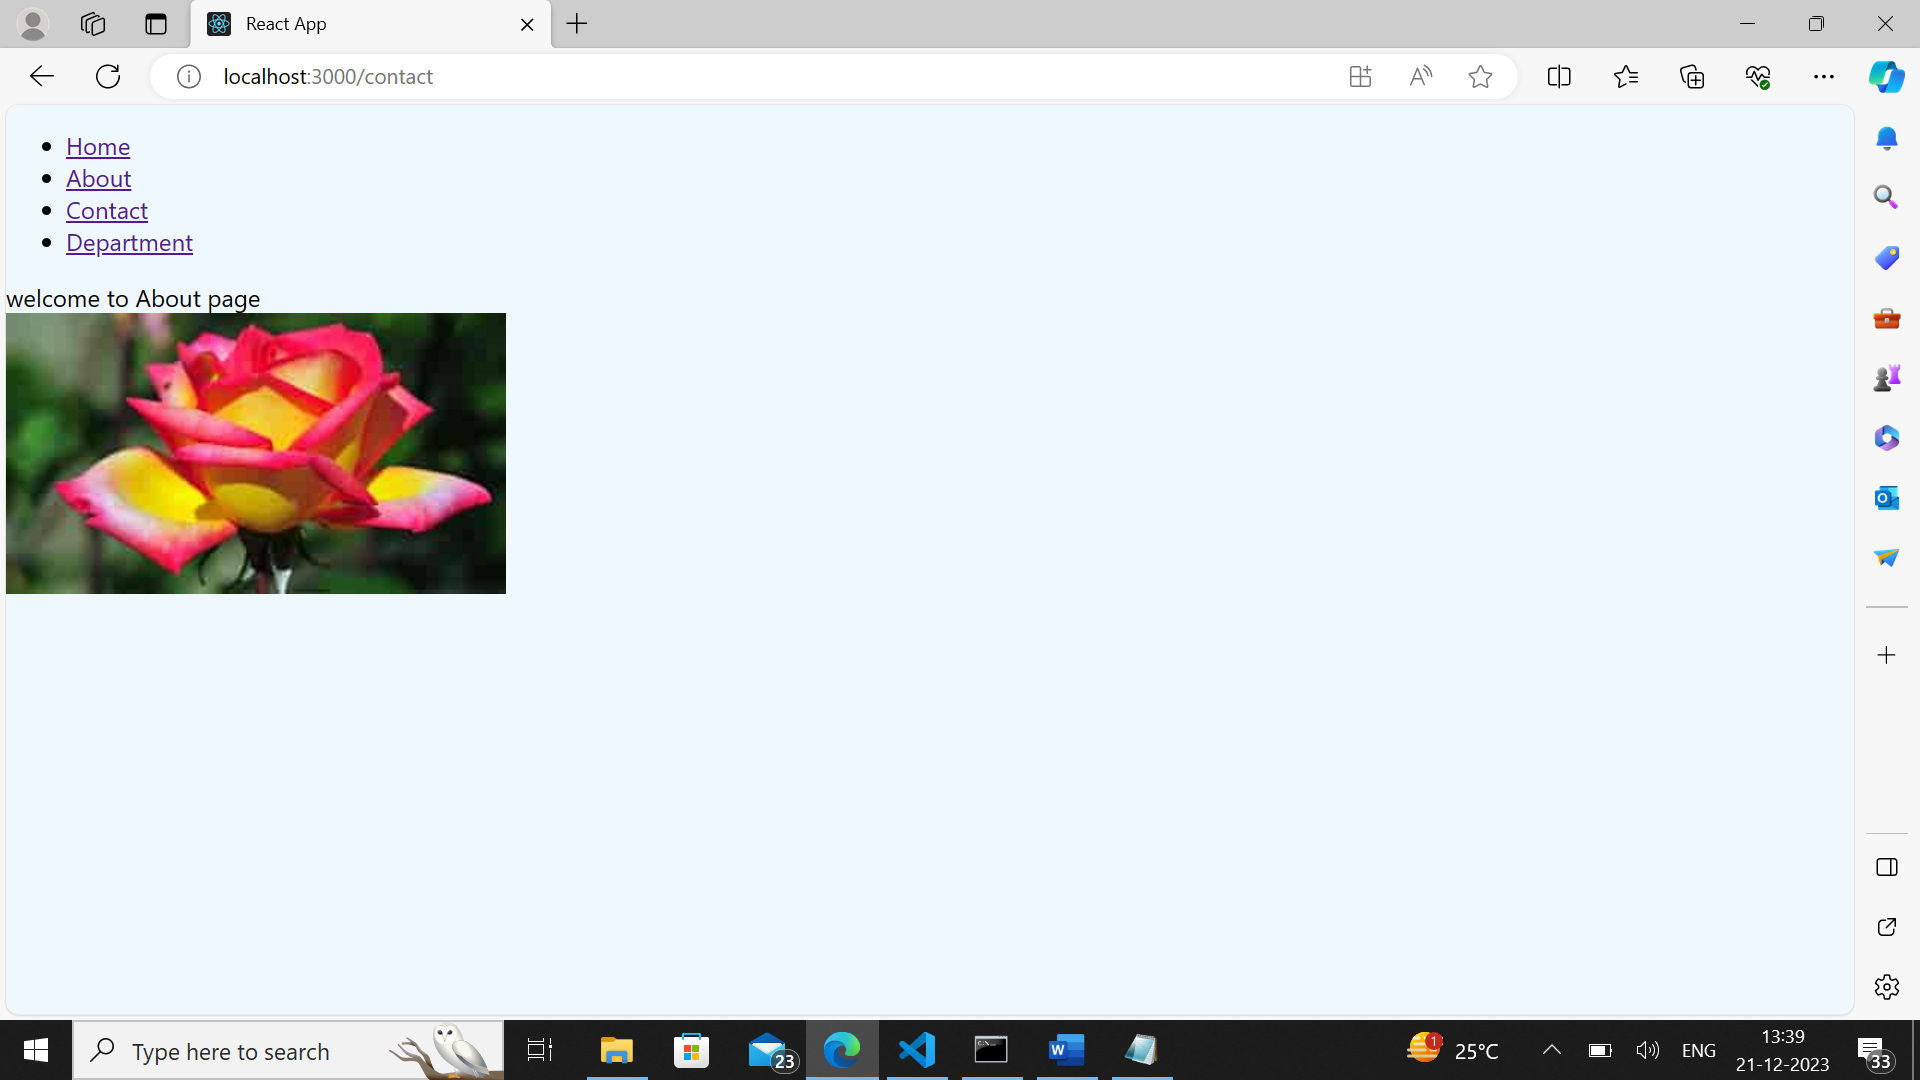 React App
localhost:3000/contact
Home
About
Contact
Department
welcome to About page
Type here to search
23
1
25°C
ENG
13:39
21-12-2023
33